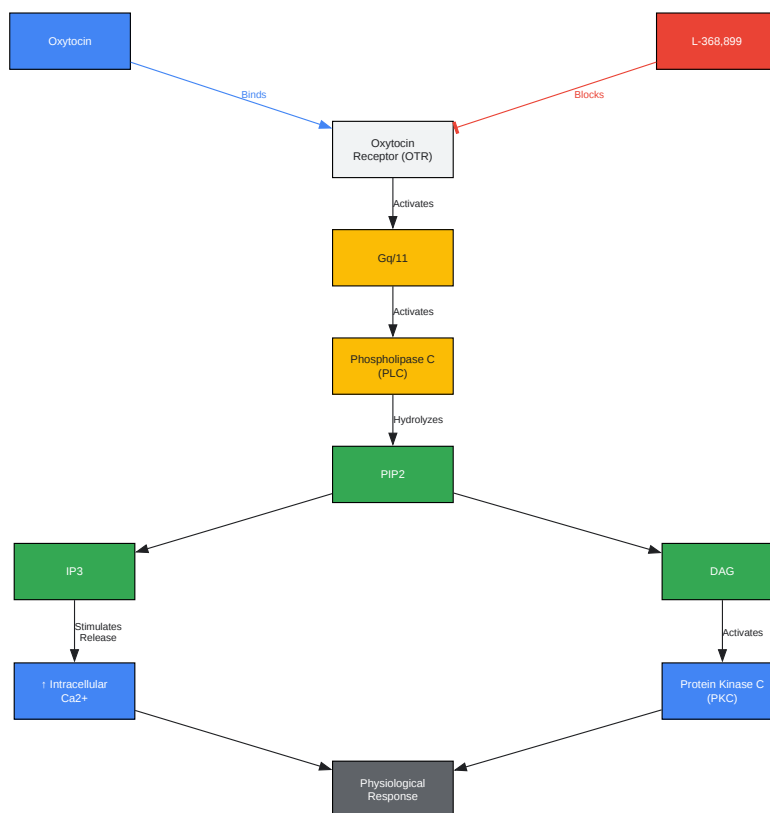 Oxytocin
L-368,899
Binds
Blocks
Oxytocin
Receptor (OTR)
Activates
Gq/11
Activates
Phospholipase C
(PLC)
Hydrolyzes
PIP2
IP3
DAG
Stimulates
Release
Activates
↑ Intracellular
Ca2+
Protein Kinase C
(PKC)
Physiological
Response